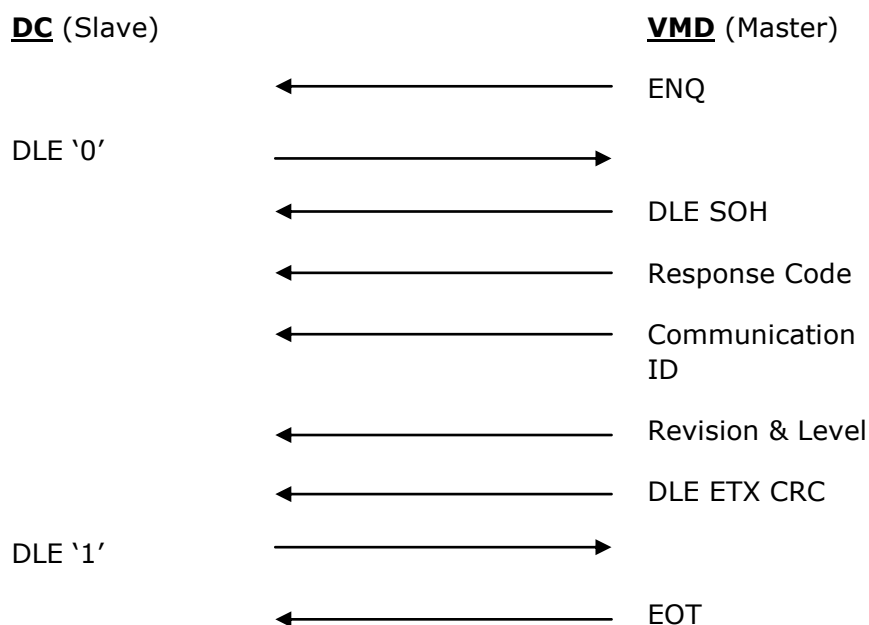 DC (Slave) VMD (Master)
ENQ
DLE ‘0’
DLE SOH
Response Code
Communication
ID
Revision & Level
DLE ETX CRC
DLE ‘1’
EOT